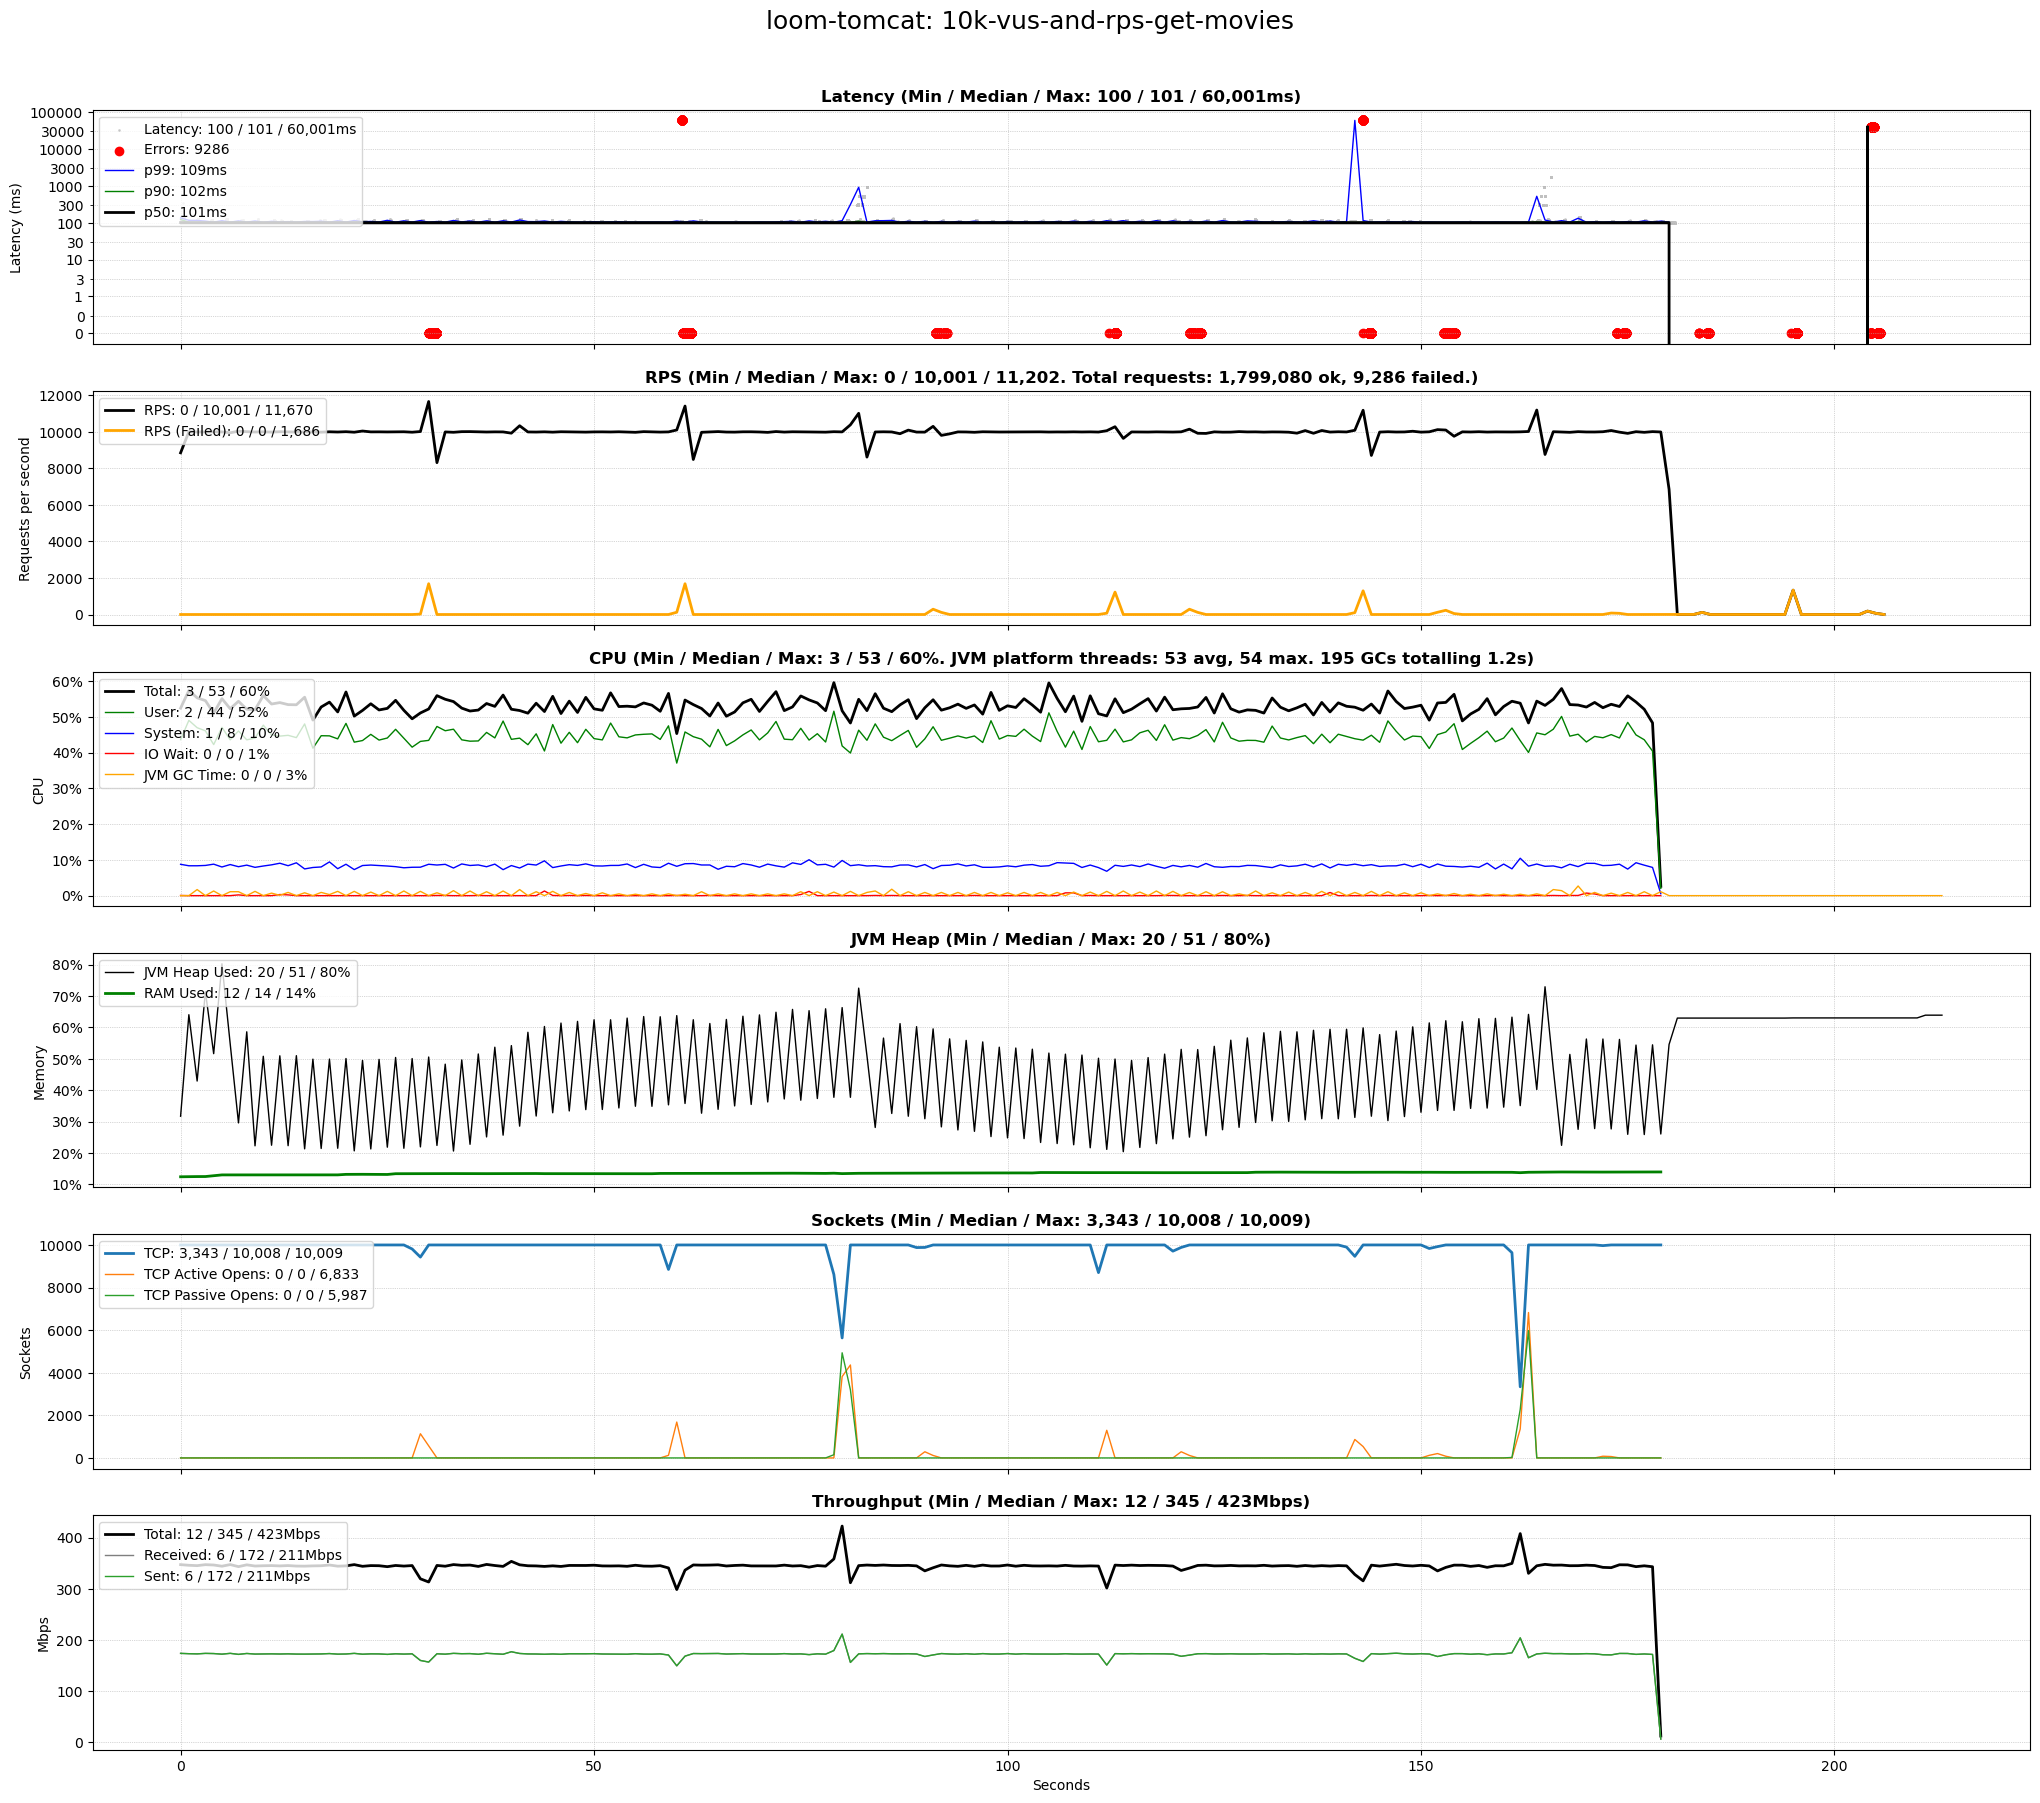 loom-tomcat: 10k-vus-and-rps-get-movies
Latency (Min / Median / Max: 100 / 101 / 60,001ms)
Latency (ms)
100000
30000
10000
3000
1000
300
100
30
10
3
1
0
0
Latency: 100 / 101 / 60,001ms
Errors: 9286
p99: 109ms
p90: 102ms
p50: 101ms
RPS (Min / Median / Max: 0 / 10,001 / 11,202. Total requests: 1,799,080 ok, 9,286 failed.)
Requests per second
12000
10000
8000
6000
4000
2000
0
RPS: 0 / 10,001 / 11,670
RPS (Failed): 0 / 0 / 1,686
CPU (Min / Median / Max: 3 / 53 / 60%. JVM platform threads: 53 avg, 54 max. 195 GCs totalling 1.2s)
CPU
60%
50%
40%
30%
20%
10%
0%
Total: 3 / 53 / 60%
User: 2 / 44 / 52%
System: 1 / 8 / 10%
IO Wait: 0 / 0 / 1%
JVM GC Time: 0 / 0 / 3%
JVM Heap (Min / Median / Max: 20 / 51 / 80%)
Memory
80%
70%
60%
50%
40%
30%
20%
10%
JVM Heap Used: 20 / 51 / 80%
RAM Used: 12 / 14 / 14%
Sockets (Min / Median / Max: 3,343 / 10,008 / 10,009)
Sockets
10000
8000
6000
4000
2000
0
TCP: 3,343 / 10,008 / 10,009
TCP Active Opens: 0 / 0 / 6,833
TCP Passive Opens: 0 / 0 / 5,987
Throughput (Min / Median / Max: 12 / 345 / 423Mbps)
Mbps
400
300
200
100
0
Total: 12 / 345 / 423Mbps
Received: 6 / 172 / 211Mbps
Sent: 6 / 172 / 211Mbps
0 50 100 150 200
Seconds